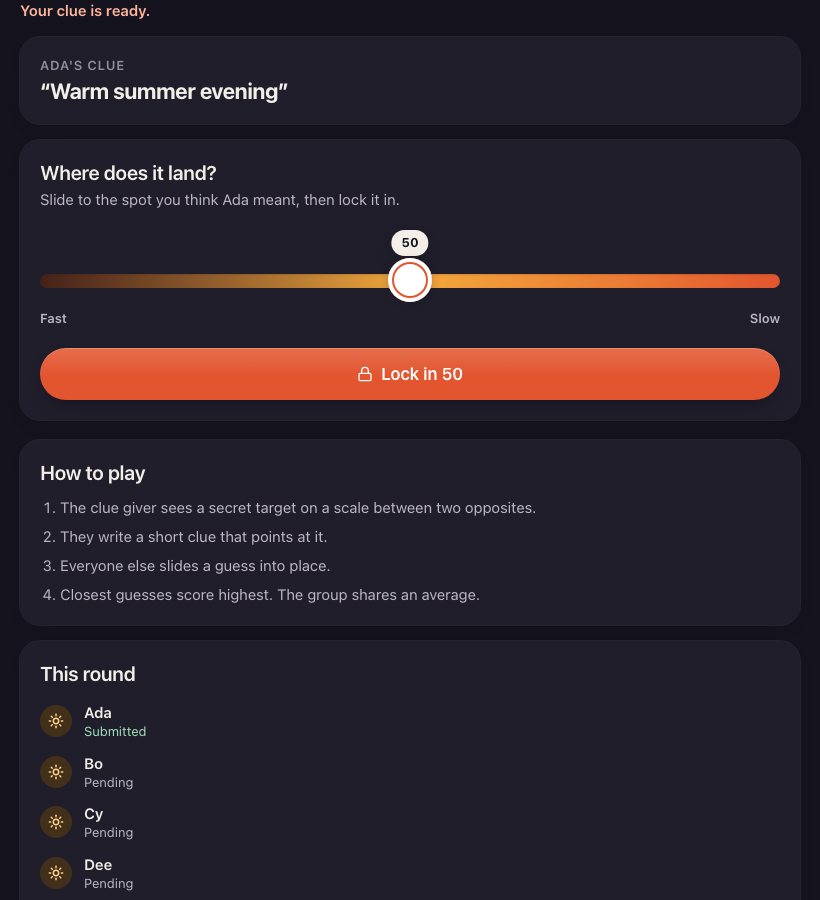 Your clue is ready.
ADA'S CLUE
“Warm summer evening”
Where does it land?
Slide to the spot you think Ada meant, then lock it in.
50
Fast
Slow
Lock in 50
How to play
1. The clue giver sees a secret target on a scale between two opposites.
2. They write a short clue that points at it.
3. Everyone else slides a guess into place.
4. Closest guesses score highest. The group shares an average.
This round
Ada
Submitted
Bo
Pending
Cy
Pending
Dee
Pending